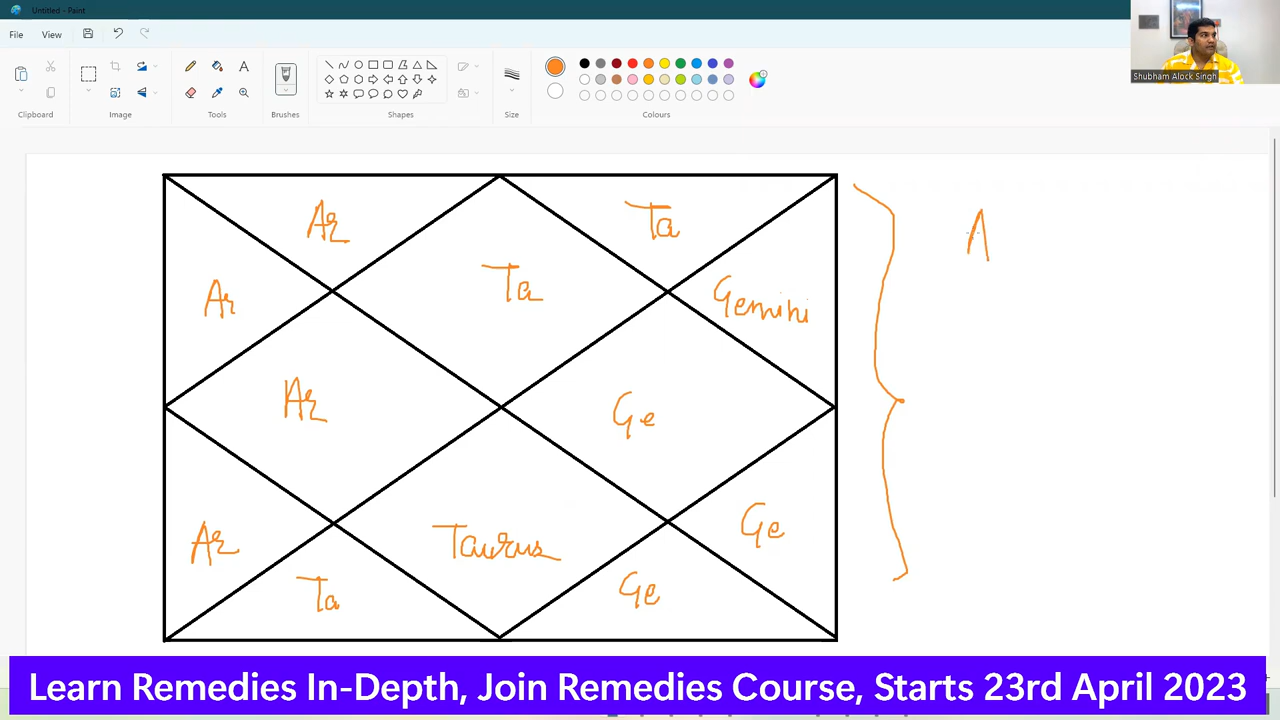 Untitled - Paint
File View
Clipboard Image Tools Brushes Shapes Size Colours
Shubham Alock Singh
Ar Ta
Ar Ta Gemini
Ar Ge
Ar Taurus Ge
Ta Ge
A
Learn Remedies In-Depth, Join Remedies Course, Starts 23rd April 2023